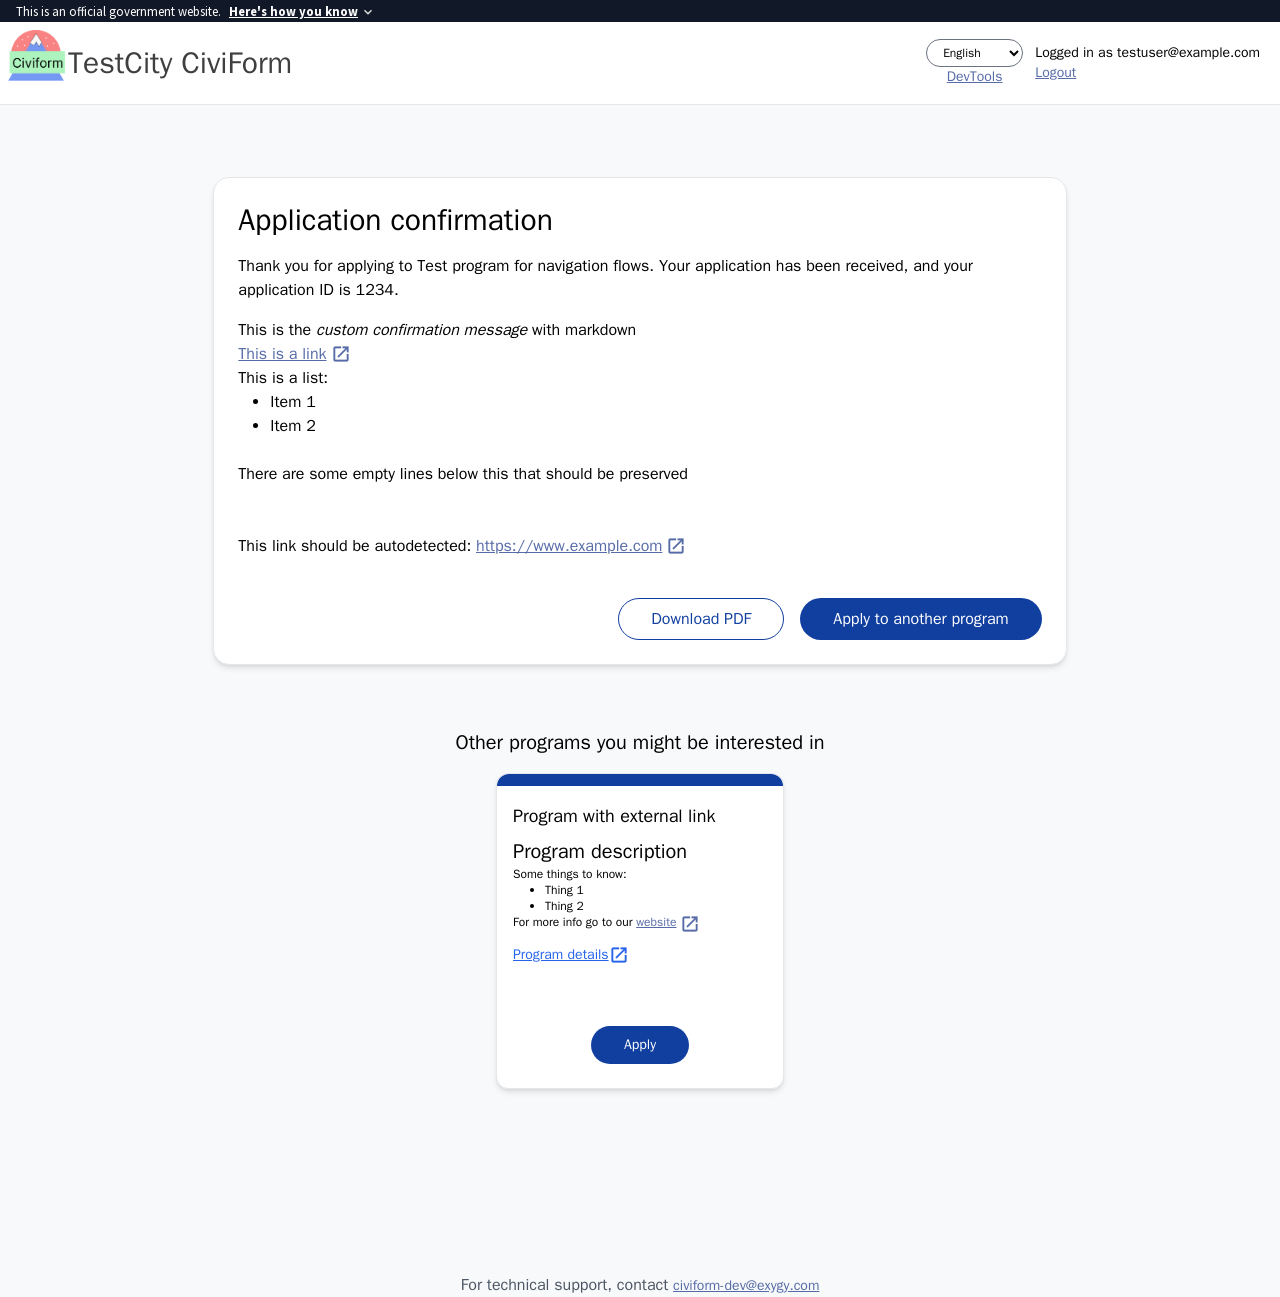 This is an official government website. Here's how you know
Civiform
TestCity CiviForm
English
DevTools
Logged in as testuser@example.com
Logout
Application confirmation
Thank you for applying to Test program for navigation flows. Your application has been received, and your
application ID is 1234.
This is the custom confirmation message with markdown
This is a link
This is a list:
• Item 1
• Item 2
There are some empty lines below this that should be preserved
This link should be autodetected: https://www.example.com
Download PDF
Apply to another program
Other programs you might be interested in
Program with external link
Program description
Some things to know:
• Thing 1
• Thing 2
For more info go to our website
Program details
Apply
For technical support, contact civiform-dev@exygy.com